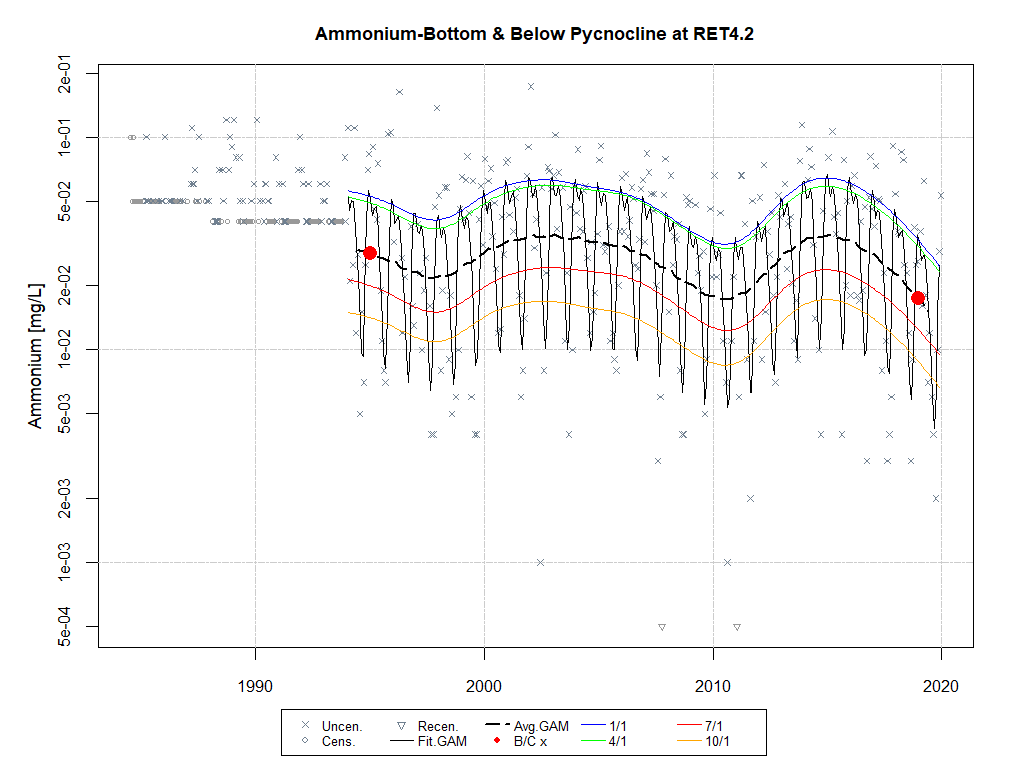 Ammonium-Bottom & Below Pycnocline at RET4.2
Ammonium [mg/L]
2e-01
1e-01
5e-02
2e-02
1e-02
5e-03
2e-03
1e-03
5e-04
1990 2000 2010 2020
Uncen. Recen. Avg.GAM 1/1 7/1
Cens. Fit.GAM B/C x 4/1 10/1